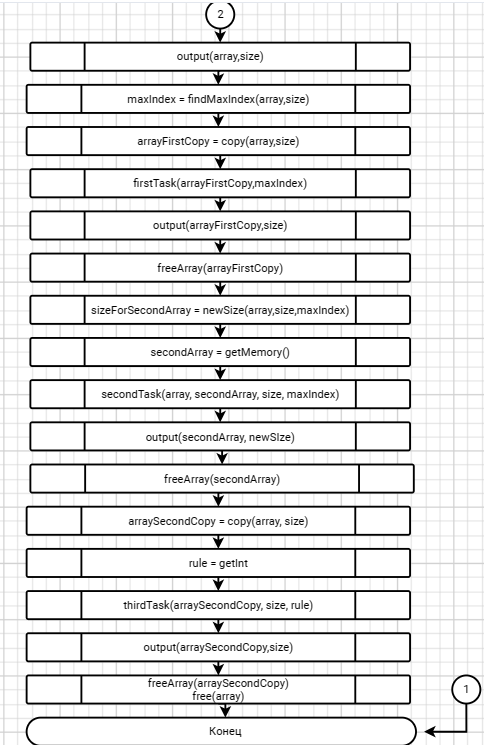 2
output(array,size)
maxIndex = findMaxIndex(array,size)
arrayFirstCopy = copy(array,size)
firstTask(arrayFirstCopy,maxIndex)
output(arrayFirstCopy,size)
freeArray(arrayFirstCopy)
sizeForSecondArray = newSize(array,size,maxIndex)
secondArray = getMemory()
secondTask(array, secondArray, size, maxIndex)
output(secondArray, newSIze)
freeArray(secondArray)
arraySecondCopy = copy(array, size)
rule = getInt
thirdTask(arraySecondCopy, size, rule)
output(arraySecondCopy,size)
freeArray(arraySecondCopy)
free(array)
1
Конец